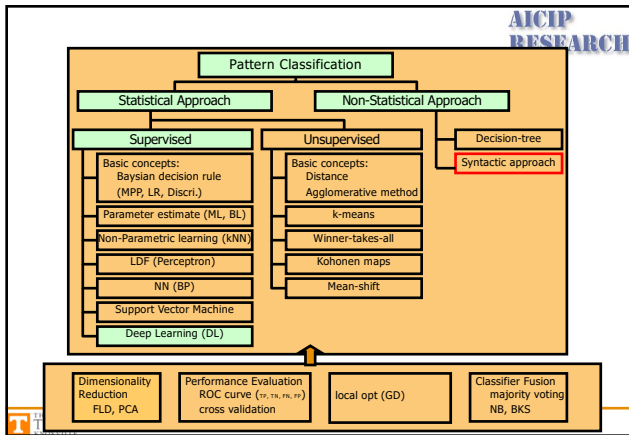 AICIP
RESEARCH
Pattern Classification
Statistical Approach
Non-Statistical Approach
Supervised
Unsupervised
Decision-tree
Syntactic approach
Basic concepts:
Baysian decision rule
(MPP, LR, Discri.)
Parameter estimate (ML, BL)
Non-Parametric learning (kNN)
LDF (Perceptron)
NN (BP)
Support Vector Machine
Deep Learning (DL)
Basic concepts:
Distance
Agglomerative method
k-means
Winner-takes-all
Kohonen maps
Mean-shift
Dimensionality
Reduction
FLD, PCA
Performance Evaluation
ROC curve (TP, TN, FN, FP)
cross validation
local opt (GD)
Classifier Fusion
majority voting
NB, BKS
T